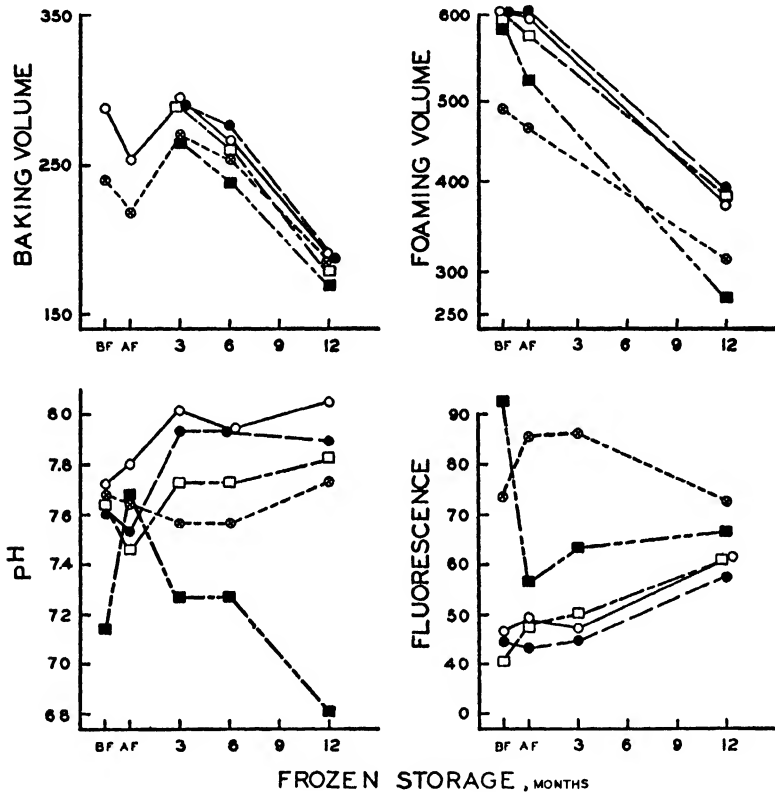 BAKING VOLUME
350
250
150
BF AF 3 6 9 12
FOAMING VOLUME
600
500
400
300
250
BF AF 3 6 9 12
pH
8.0
7.8
7.6
7.4
7.2
7.0
6.8
BF AF 3 6 9 12
FLUORESCENCE
90
80
70
60
50
40
0
BF AF 3 6 9 12
FROZEN STORAGE, MONTHS